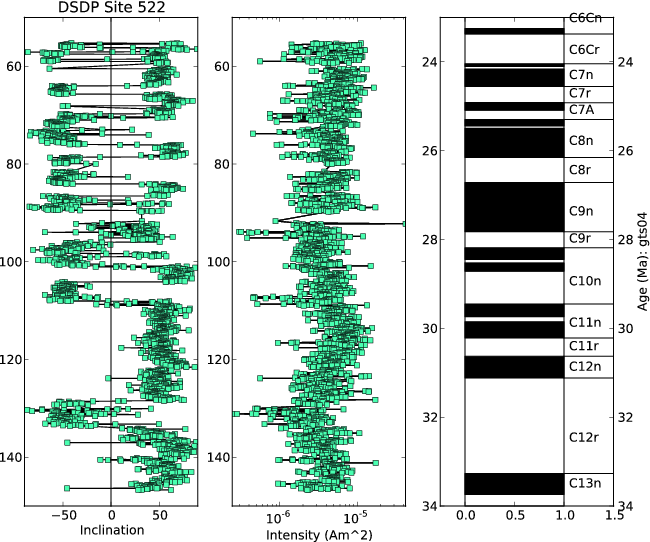 DSDP Site 522
60
80
100
120
140
−50 0 50
Inclination
60
80
100
120
140
10^-6 10^-5
Intensity (Am^2)
24
26
28
30
32
34
0.0 0.5 1.0 1.5
C6Cn
C6Cr
C7n
C7r
C7A
C8n
C8r
C9n
C9r
C10n
C11n
C11r
C12n
C12r
C13n
24
26
28
30
32
34
Age (Ma): gts04